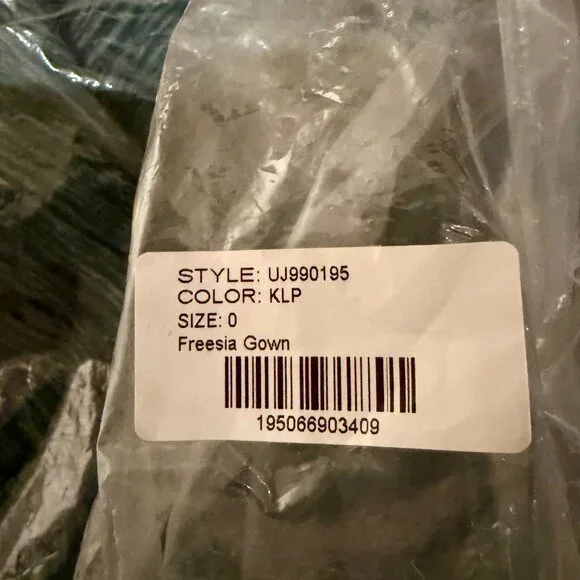 STYLE: UJ990195
COLOR: KLP
SIZE: 0
Freesia Gown
195066903409